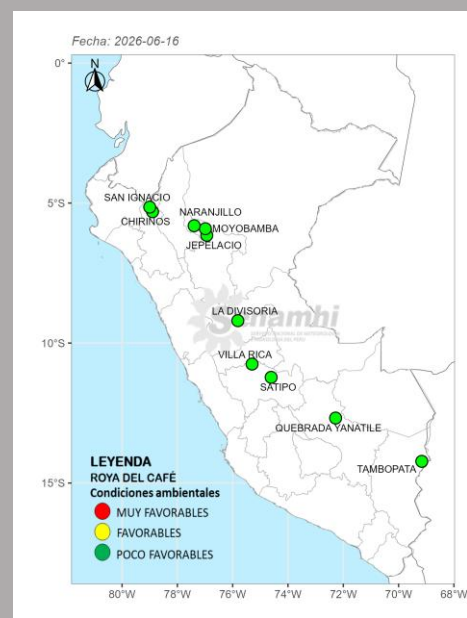 Fecha: 2026-06-16
N
0°
SAN IGNACIO
CHIRINOS
NARANJILLO
MOYOBAMBA
JEPELACIO
5°S
LA DIVISORIA
Senamhi
10°S
VILLA RICA
SATIPO
QUEBRADA YANATILE
TAMBOPATA
LEYENDA
ROYA DEL CAFÉ
Condiciones ambientales
MUY FAVORABLES
FAVORABLES
POCO FAVORABLES
15°S
80°W 78°W 76°W 74°W 72°W 70°W 68°W